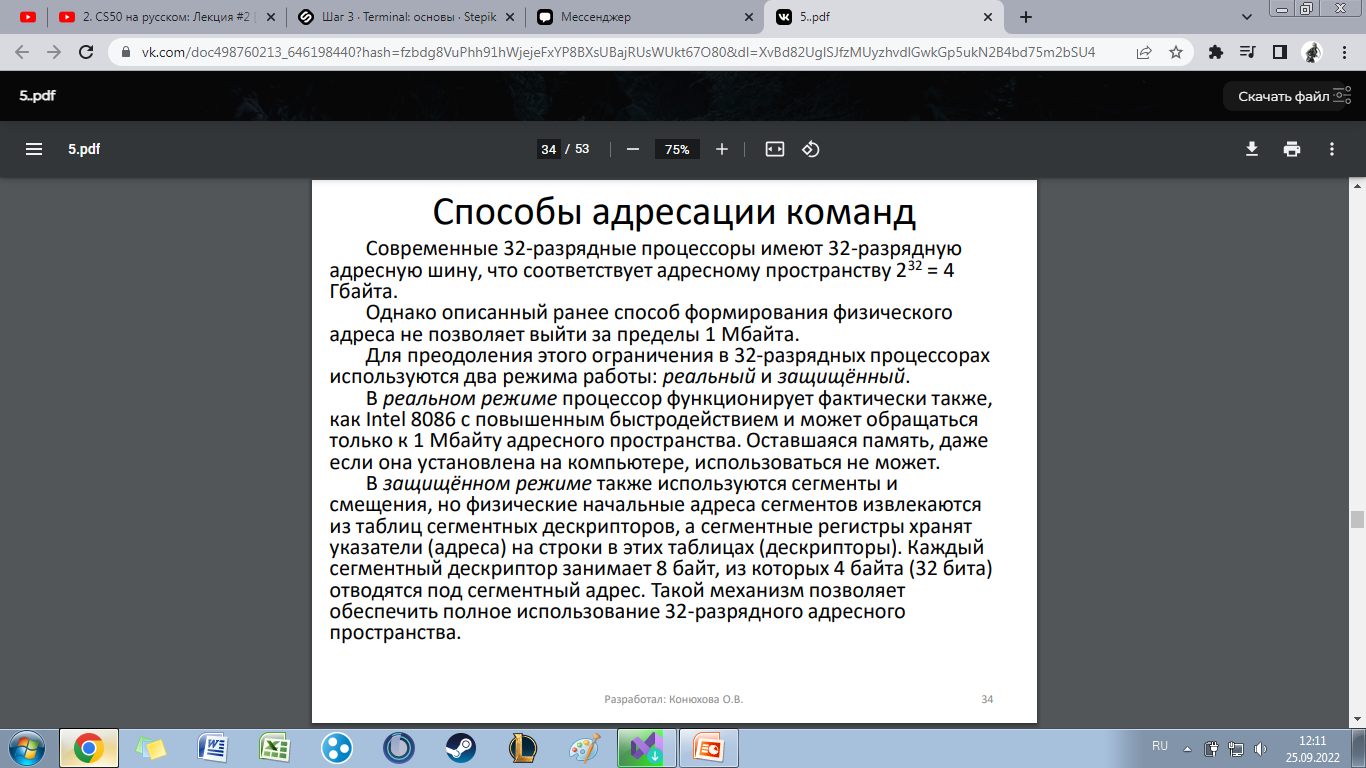 2. CS50 на русском: Лекция #2
Шаг 3 · Terminal: основы · Stepik
Мессенджер
5..pdf
vk.com/doc498760213_646198440?hash=fzbdg8VuPhh91hWjejeFxYP8BXsUBajRUsWUkt67O80&dl=XvBd82UgISJfzMUyzhvdIGwkGp5ukN2B4bd75m2bSU4
5..pdf
Скачать файл
5.pdf
34 / 53
75%
Способы адресации команд
Современные 32-разрядные процессоры имеют 32-разрядную
адресную шину, что соответствует адресному пространству 2³² = 4
Гбайта.
Однако описанный ранее способ формирования физического
адреса не позволяет выйти за пределы 1 Мбайта.
Для преодоления этого ограничения в 32-разрядных процессорах
используются два режима работы: реальный и защищённый.
В реальном режиме процессор функционирует фактически также,
как Intel 8086 с повышенным быстродействием и может обращаться
только к 1 Мбайту адресного пространства. Оставшаяся память, даже
если она установлена на компьютере, использоваться не может.
В защищённом режиме также используются сегменты и
смещения, но физические начальные адреса сегментов извлекаются
из таблиц сегментных дескрипторов, а сегментные регистры хранят
указатели (адреса) на строки в этих таблицах (дескрипторы). Каждый
сегментный дескриптор занимает 8 байт, из которых 4 байта (32 бита)
отводятся под сегментный адрес. Такой механизм позволяет
обеспечить полное использование 32-разрядного адресного
пространства.
Разработал: Конюхова О.В.
34
RU
12:11
25.09.2022